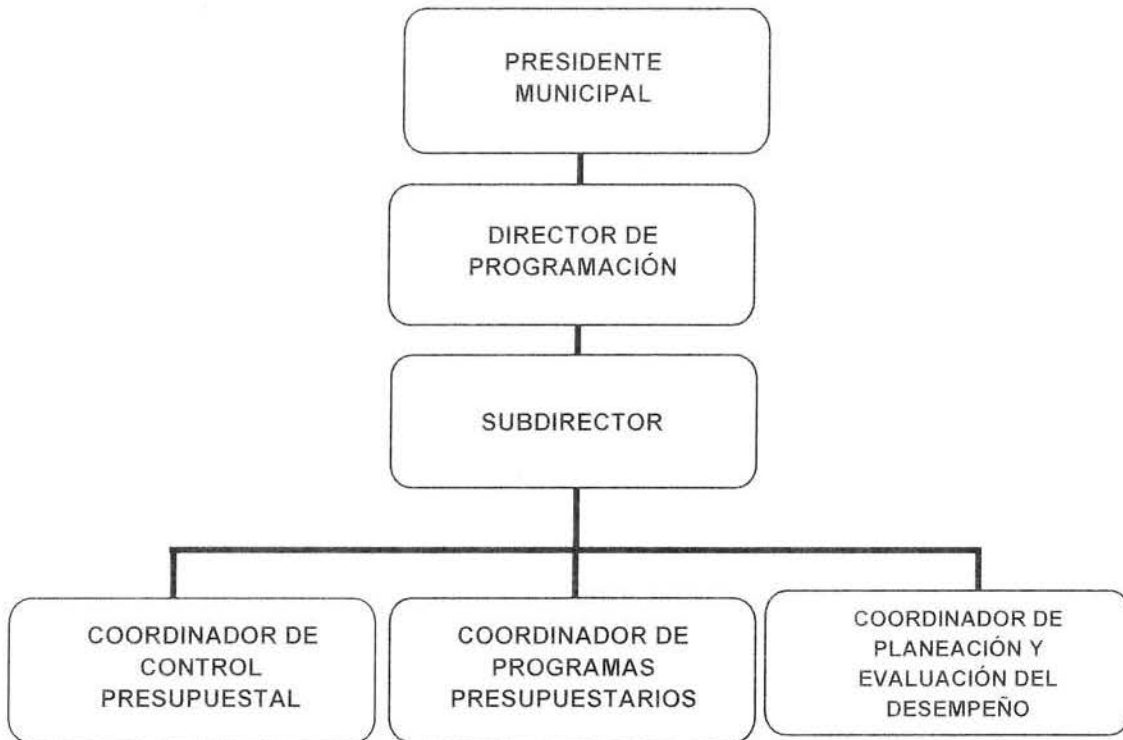 PRESIDENTE
MUNICIPAL
DIRECTOR DE
PROGRAMACIÓN
SUBDIRECTOR
COORDINADOR DE
CONTROL
PRESUPUESTAL
COORDINADOR DE
PROGRAMAS
PRESUPUESTARIOS
COORDINADOR DE
PLANEACIÓN Y
EVALUACIÓN DEL
DESEMPEÑO